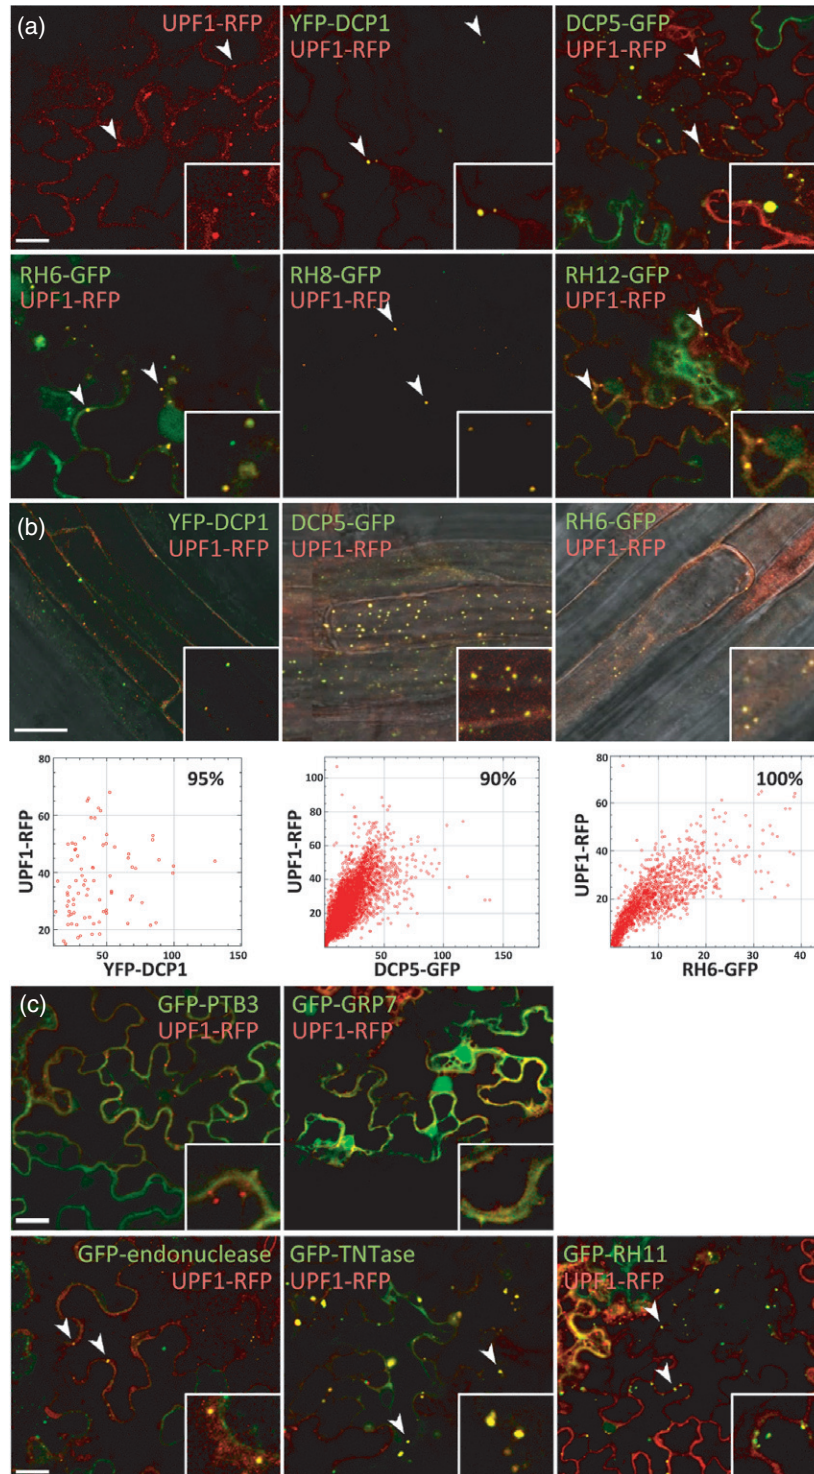 (a)
UPF1-RFP
YFP-DCP1
UPF1-RFP
DCP5-GFP
UPF1-RFP
RH6-GFP
UPF1-RFP
RH8-GFP
UPF1-RFP
RH12-GFP
UPF1-RFP
(b)
YFP-DCP1
UPF1-RFP
DCP5-GFP
UPF1-RFP
RH6-GFP
UPF1-RFP
95%
80
60
40
20
50
100
150
UPF1-RFP
YFP-DCP1
90%
100
80
60
40
20
50
100
150
UPF1-RFP
DCP5-GFP
100%
80
60
40
20
10
20
30
40
UPF1-RFP
RH6-GFP
(c)
GFP-PTB3
UPF1-RFP
GFP-GRP7
UPF1-RFP
GFP-endonuclease
UPF1-RFP
GFP-TNTase
UPF1-RFP
GFP-RH11
UPF1-RFP